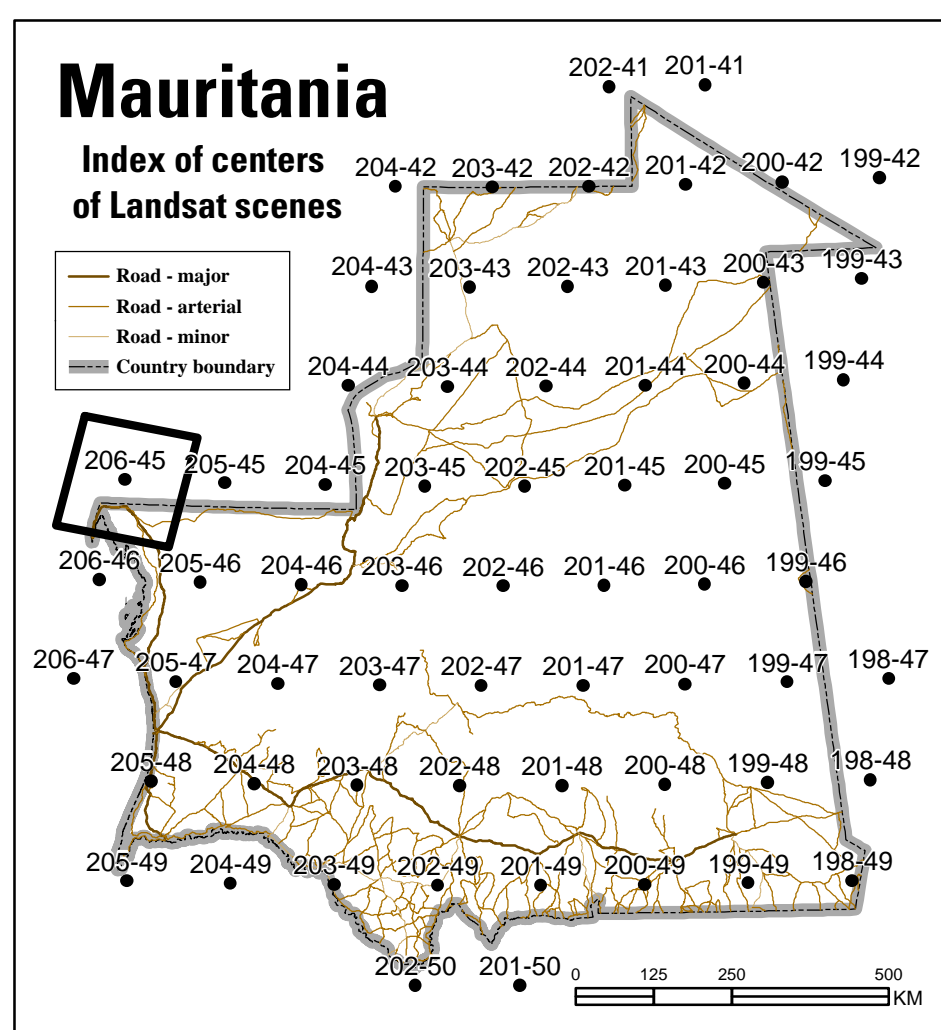 Mauritania
Index of centers
of Landsat scenes
Road - major
Road - arterial
Road - minor
Country boundary
202-41 201-41
204-42 203-42 202-42 201-42 200-42 199-42
204-43 203-43 202-43 201-43 200-43 199-43
204-44 203-44 202-44 201-44 200-44 199-44
206-45 205-45 204-45 203-45 202-45 201-45 200-45 199-45
206-46 205-46 204-46 203-46 202-46 201-46 200-46 199-46
206-47 205-47 204-47 203-47 202-47 201-47 200-47 199-47 198-47
205-48 204-48 203-48 202-48 201-48 200-48 199-48 198-48
205-49 204-49 203-49 202-49 201-49 200-49 199-49 198-49
202-50 201-50
0 125 250 500
KM